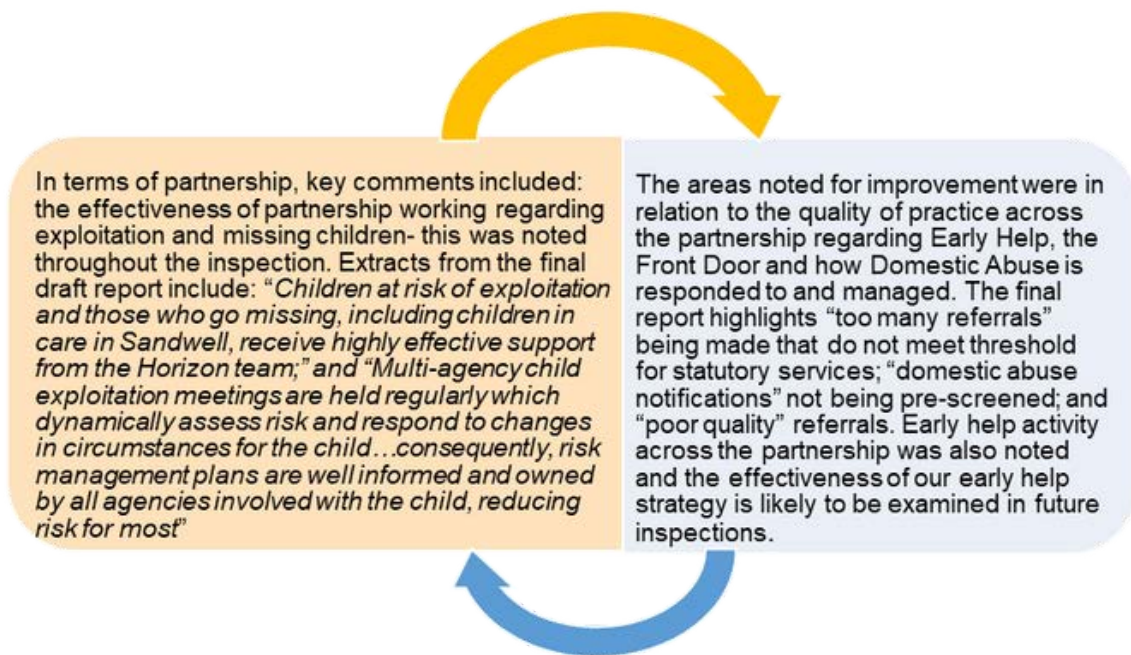 In terms of partnership, key comments included:
the effectiveness of partnership working regarding
exploitation and missing children- this was noted
throughout the inspection. Extracts from the final
draft report include: “Children at risk of exploitation
and those who go missing, including children in
care in Sandwell, receive highly effective support
from the Horizon team;” and “Multi-agency child
exploitation meetings are held regularly which
dynamically assess risk and respond to changes
in circumstances for the child…consequently, risk
management plans are well informed and owned
by all agencies involved with the child, reducing
risk for most”
The areas noted for improvement were in
relation to the quality of practice across
the partnership regarding Early Help, the
Front Door and how Domestic Abuse is
responded to and managed. The final
report highlights “too many referrals”
being made that do not meet threshold
for statutory services; “domestic abuse
notifications” not being pre-screened; and
“poor quality” referrals. Early help activity
across the partnership was also noted
and the effectiveness of our early help
strategy is likely to be examined in future
inspections.